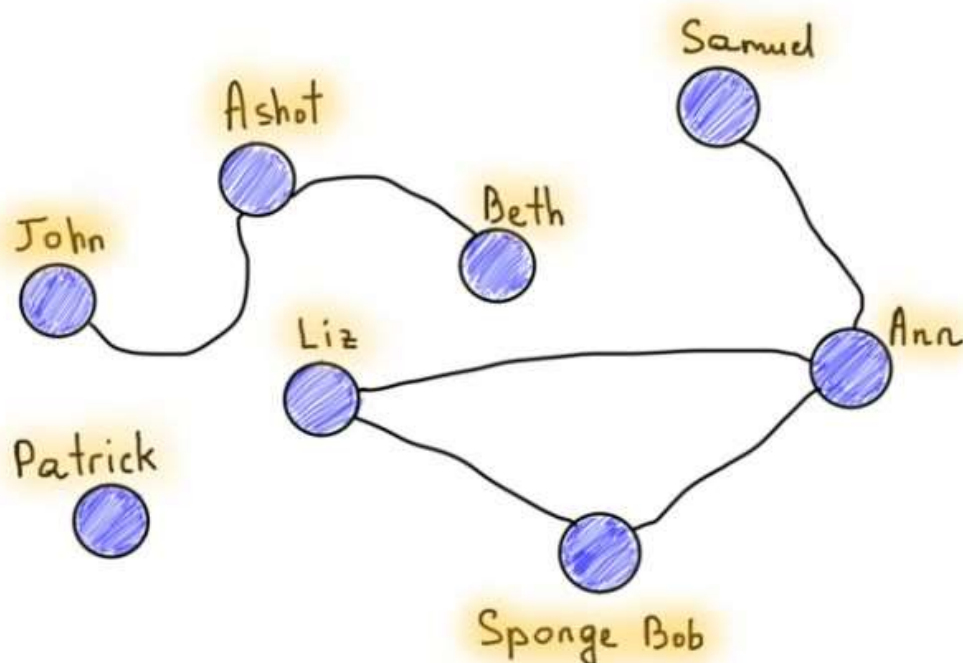 Samuel
Ashot
Beth
John
Liz
Ann
Patrick
Sponge Bob